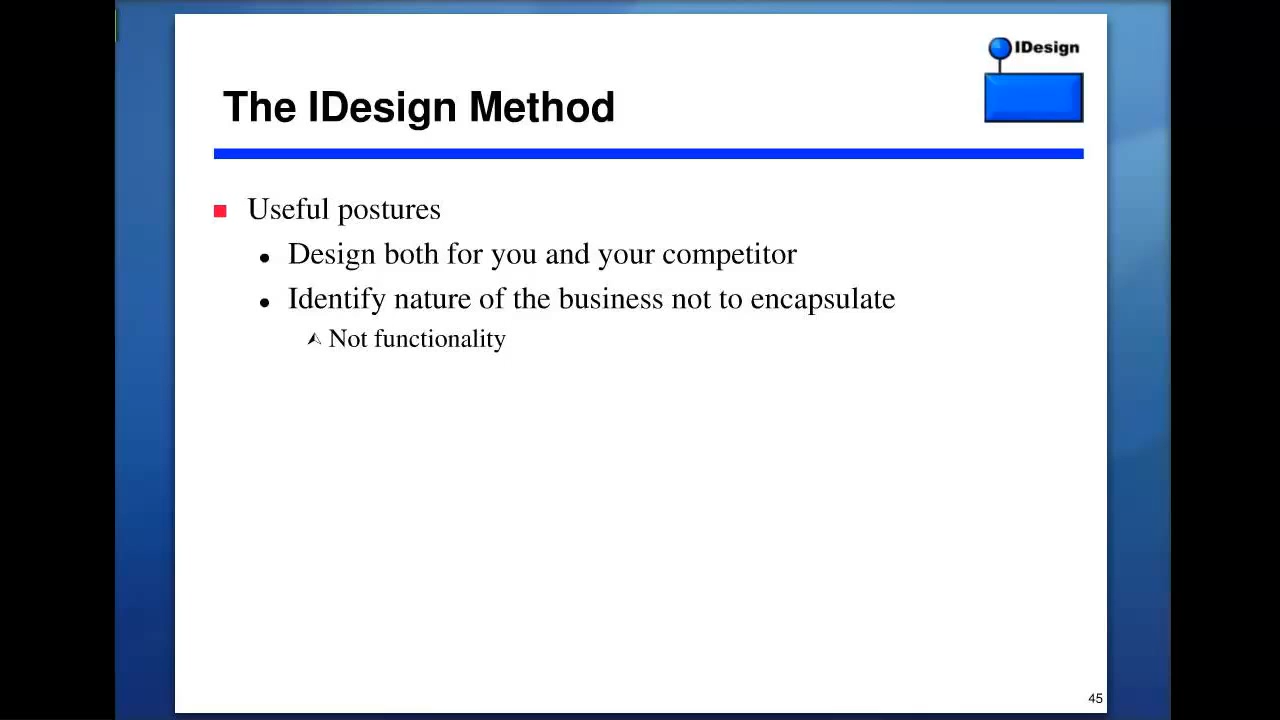 IDesign
The IDesign Method
Useful postures
Design both for you and your competitor
Identify nature of the business not to encapsulate
Not functionality
45